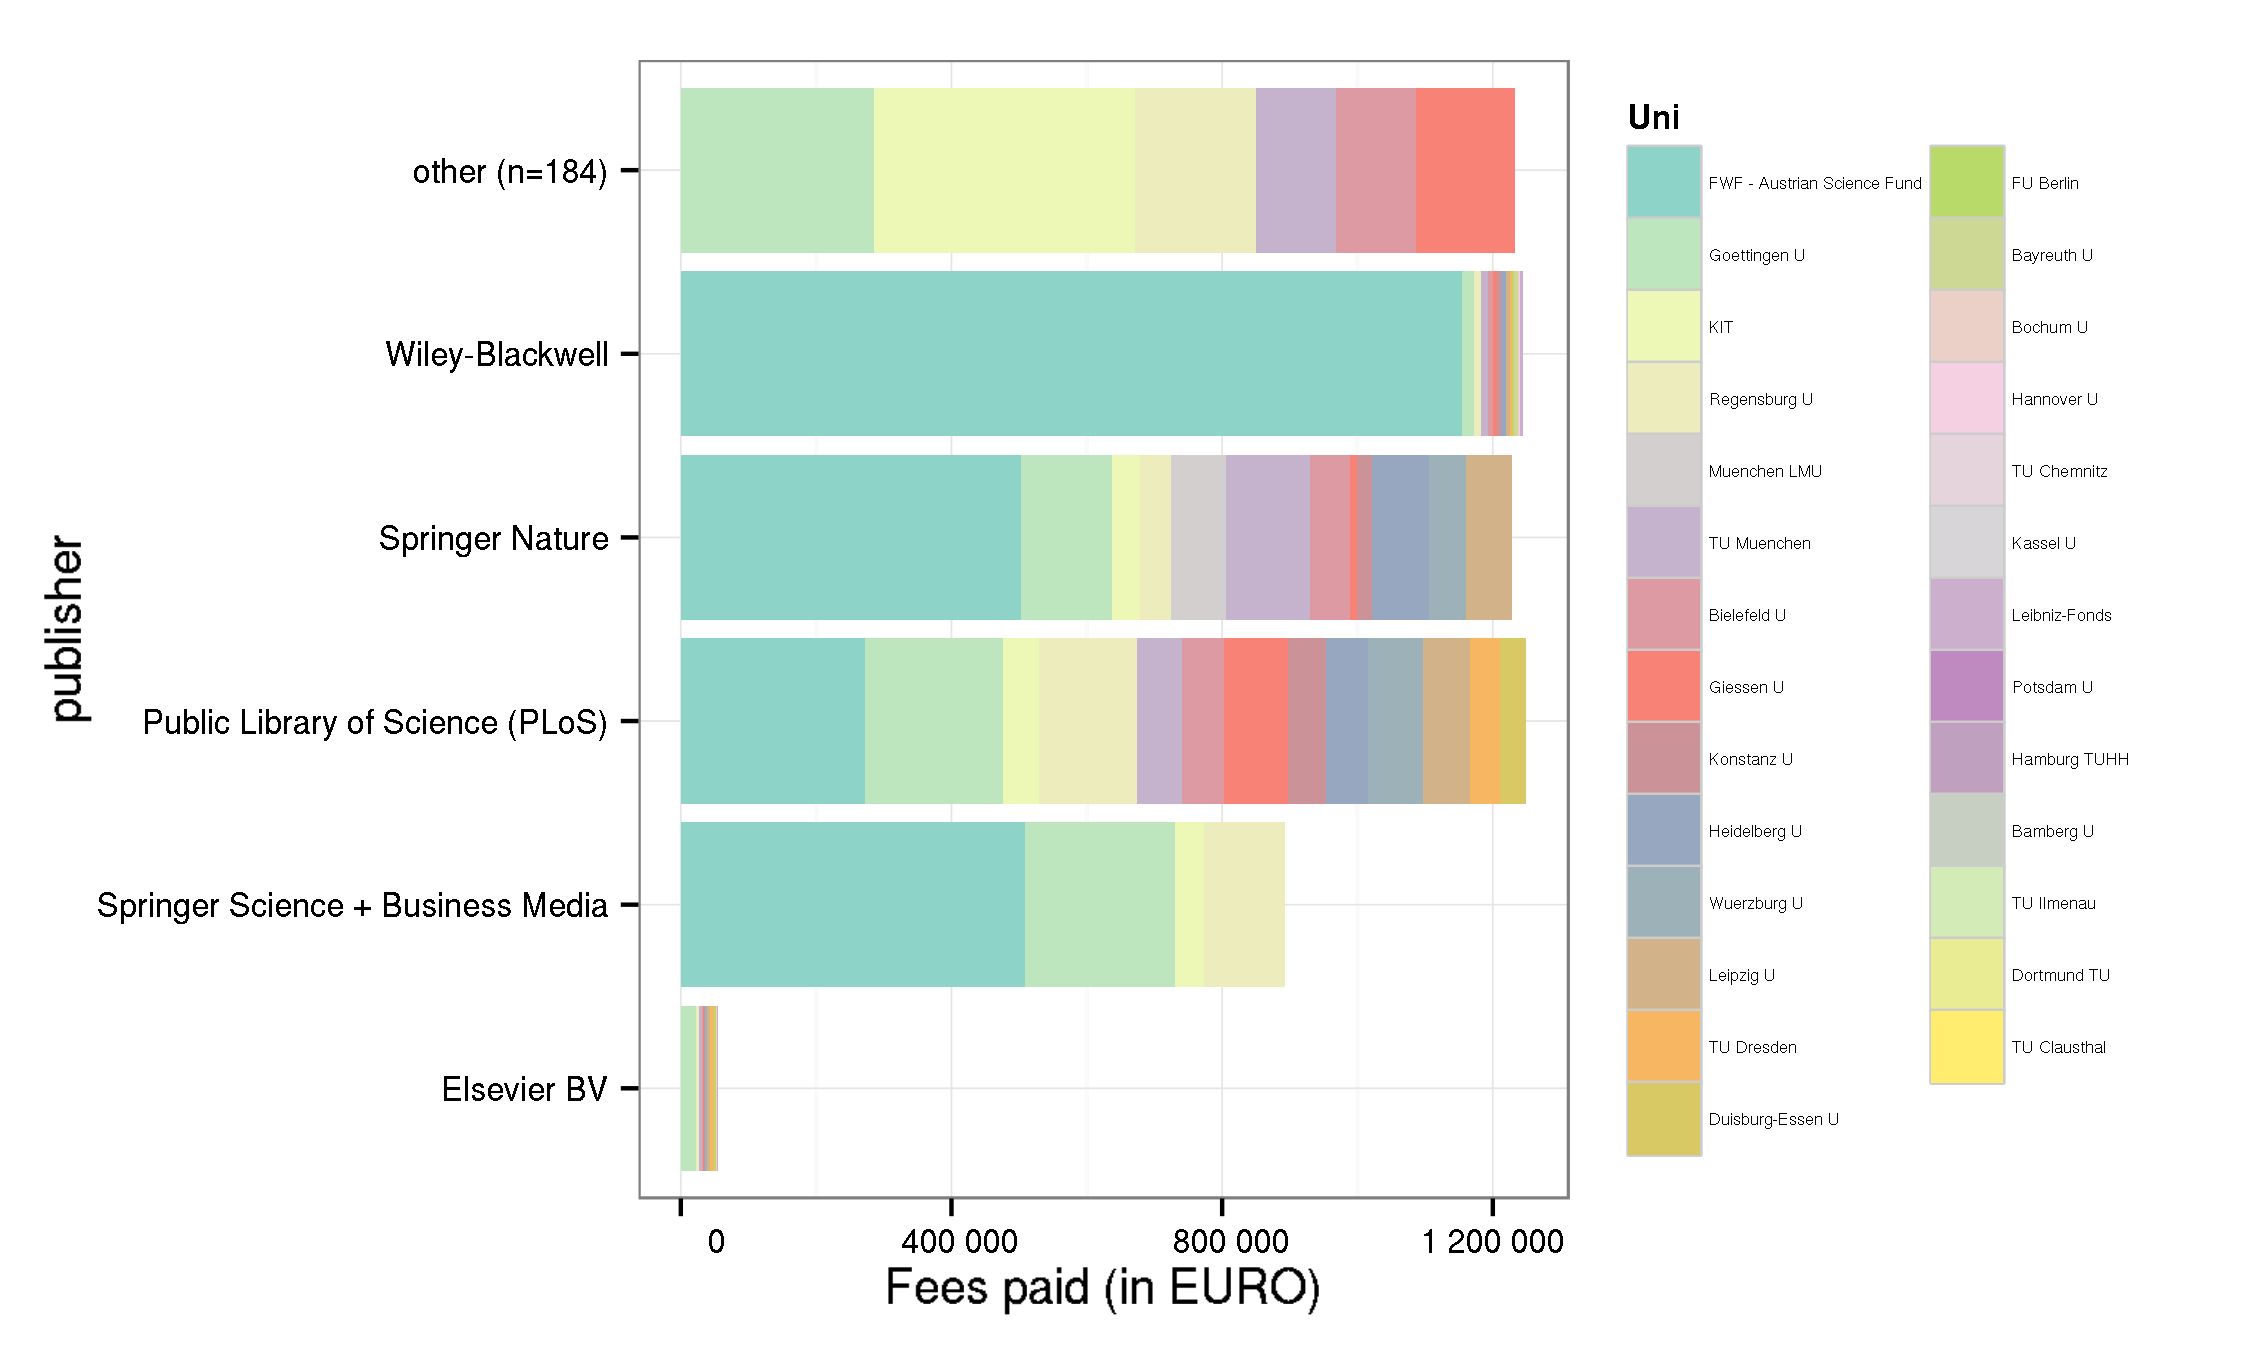 publisher
other (n=184)
Wiley-Blackwell
Springer Nature
Public Library of Science (PLoS)
Springer Science + Business Media
Elsevier BV
0
400 000
800 000
1 200 000
Fees paid (in EURO)
Uni
FWF - Austrian Science Fund
Goettingen U
KIT
Regensburg U
Muenchen LMU
TU Muenchen
Bielefeld U
Giessen U
Konstanz U
Heidelberg U
Wuerzburg U
Leipzig U
TU Dresden
Duisburg-Essen U
FU Berlin
Bayreuth U
Bochum U
Hannover U
TU Chemnitz
Kassel U
Leibniz-Fonds
Potsdam U
Hamburg TUHH
Bamberg U
TU Ilmenau
Dortmund TU
TU Clausthal